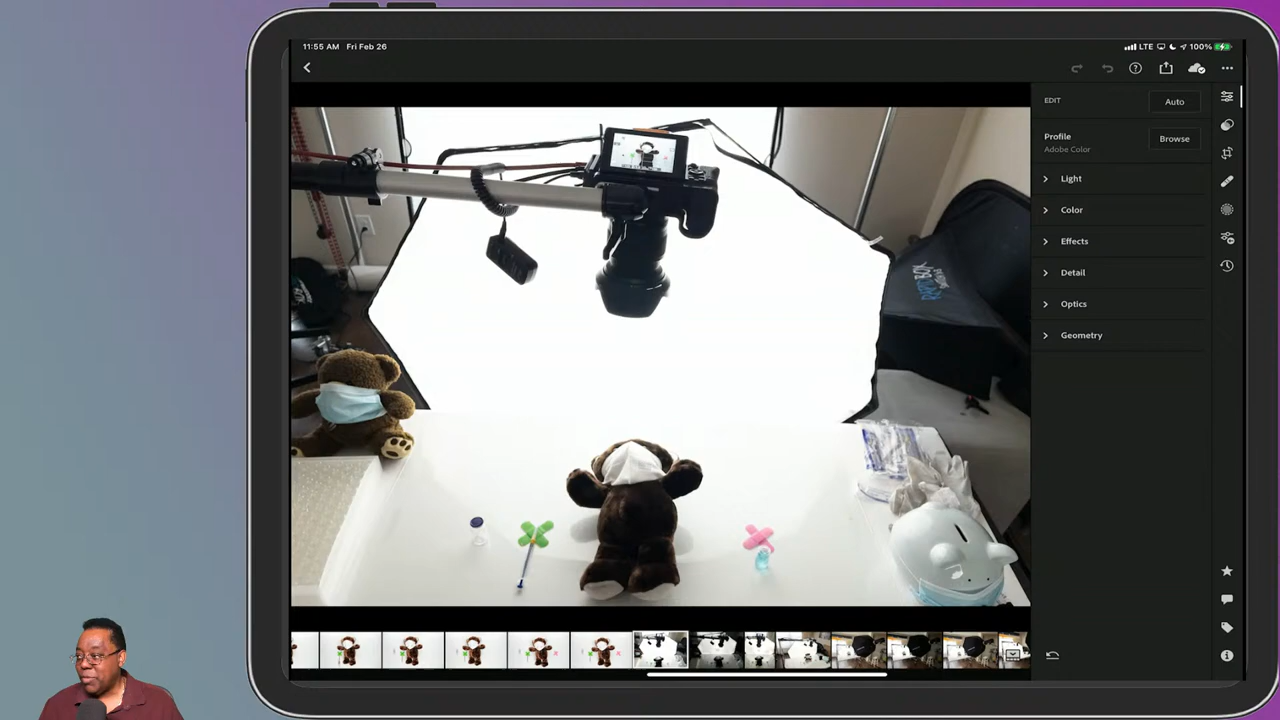 11:55 AM Fri Feb 26
LTE 100%
EDIT
Auto
Profile
Adobe Color
Browse
Light
Color
Effects
Detail
Optics
Geometry